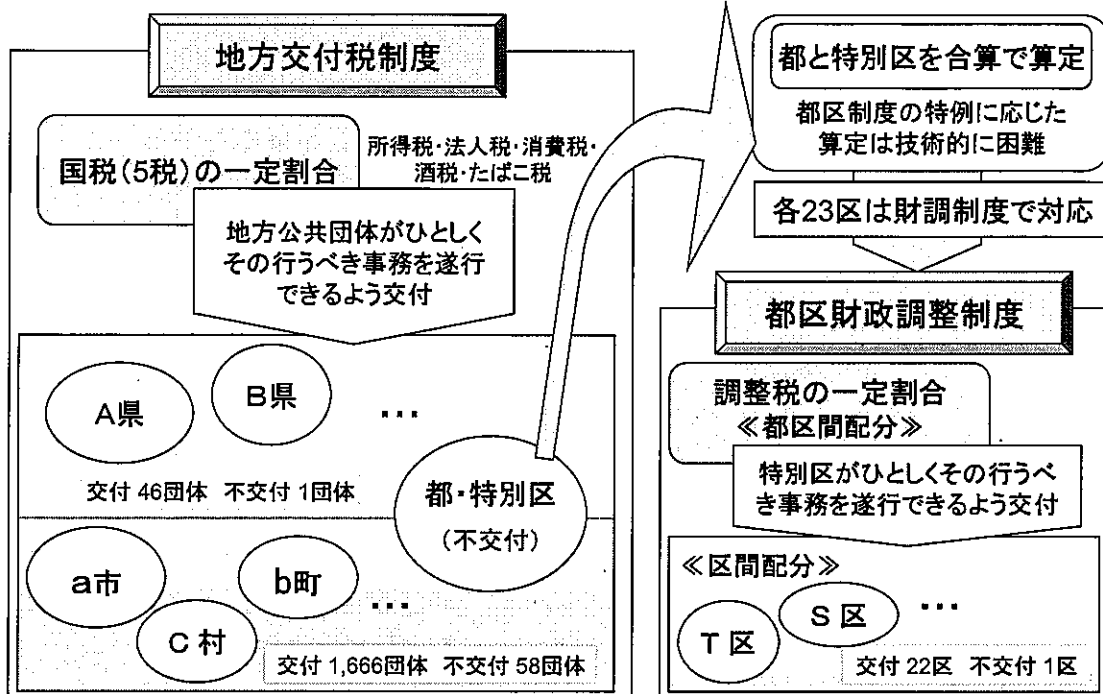 地方交付税制度
国税(5税)の一定割合
所得税・法人税・消費税・
酒税・たばこ税
地方公共団体がひとしく
その行うべき事務を遂行
できるよう交付
A県
B県
…
交付 46団体 不交付 1団体
都・特別区
(不交付)
a市
b町
…
C 村
交付 1,666団体 不交付 58団体
都と特別区を合算で算定
都区制度の特例に応じた
算定は技術的に困難
各23区は財調制度で対応
都区財政調整制度
調整税の一定割合
≪都区間配分≫
特別区がひとしくその行うべ
き事務を遂行できるよう交付
≪区間配分≫
T 区
S 区
…
交付 22区 不交付 1区